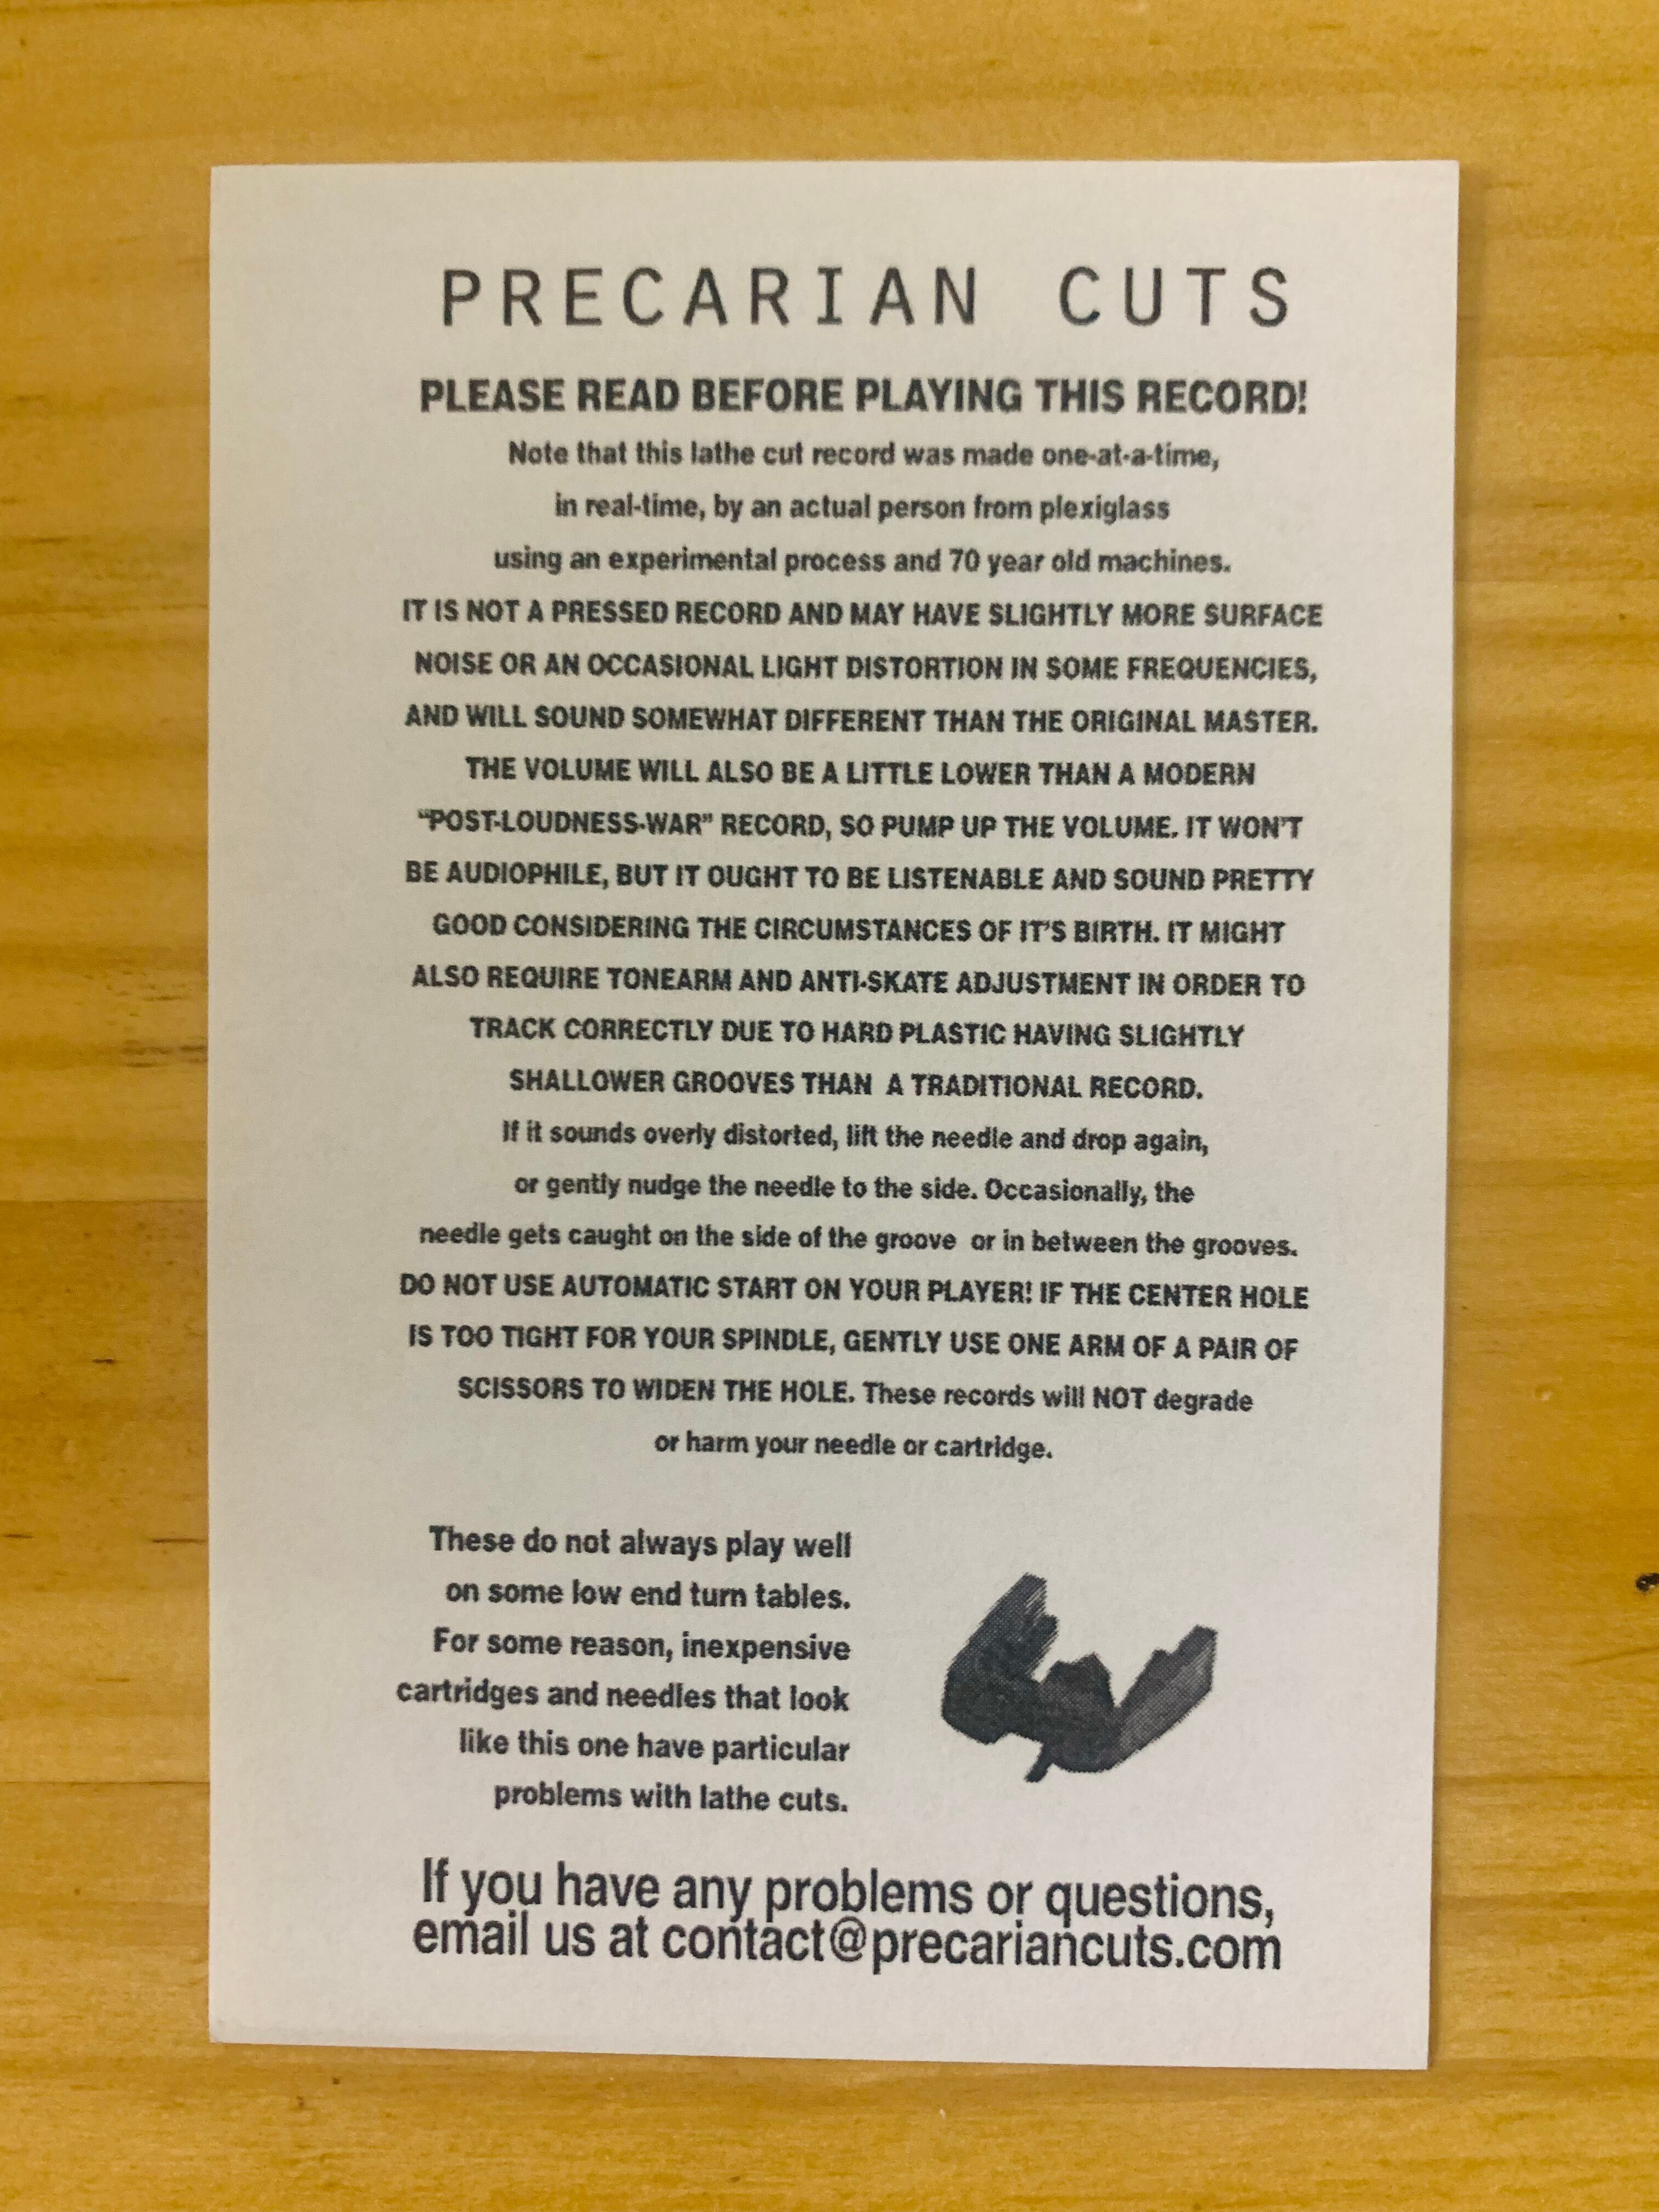 PRECARIAN CUTS
PLEASE READ BEFORE PLAYING THIS RECORD!
Note that this lathe cut record was made one-at-a-time,
in real-time, by an actual person from plexiglass
using an experimental process and 70 year old machines.
IT IS NOT A PRESSED RECORD AND MAY HAVE SLIGHTLY MORE SURFACE
NOISE OR AN OCCASIONAL LIGHT DISTORTION IN SOME FREQUENCIES,
AND WILL SOUND SOMEWHAT DIFFERENT THAN THE ORIGINAL MASTER.
THE VOLUME WILL ALSO BE A LITTLE LOWER THAN A MODERN
“POST-LOUDNESS-WAR” RECORD, SO PUMP UP THE VOLUME. IT WON'T
BE AUDIOPHILE, BUT IT OUGHT TO BE LISTENABLE AND SOUND PRETTY
GOOD CONSIDERING THE CIRCUMSTANCES OF IT'S BIRTH. IT MIGHT
ALSO REQUIRE TONEARM AND ANTI-SKATE ADJUSTMENT IN ORDER TO
TRACK CORRECTLY DUE TO HARD PLASTIC HAVING SLIGHTLY
SHALLOWER GROOVES THAN A TRADITIONAL RECORD.
If it sounds overly distorted, lift the needle and drop again,
or gently nudge the needle to the side. Occasionally, the
needle gets caught on the side of the groove or in between the grooves.
DO NOT USE AUTOMATIC START ON YOUR PLAYER! IF THE CENTER HOLE
IS TOO TIGHT FOR YOUR SPINDLE, GENTLY USE ONE ARM OF A PAIR OF
SCISSORS TO WIDEN THE HOLE. These records will NOT degrade
or harm your needle or cartridge.
These do not always play well
on some low end turn tables.
For some reason, inexpensive
cartridges and needles that look
like this one have particular
problems with lathe cuts.
If you have any problems or questions,
email us at contact@precariancuts.com